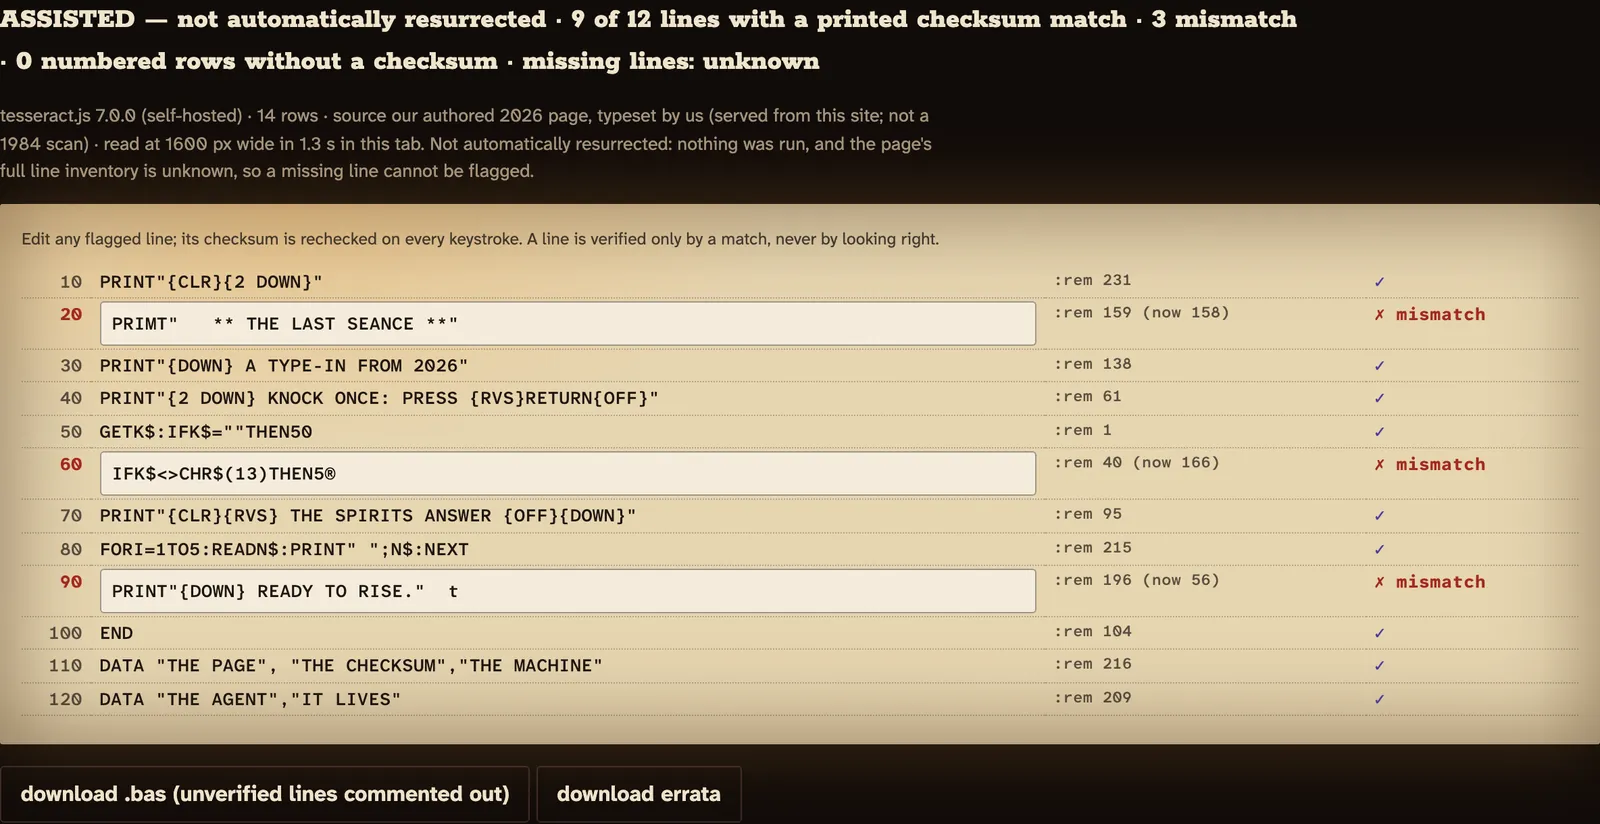 ASSISTED — not automatically resurrected · 9 of 12 lines with a printed checksum match · 3 mismatch
· 0 numbered rows without a checksum · missing lines: unknown
tesseract.js 7.0.0 (self-hosted) · 14 rows · source our authored 2026 page, typeset by us (served from this site; not a
1984 scan) · read at 1600 px wide in 1.3 s in this tab. Not automatically resurrected: nothing was run, and the page's
full line inventory is unknown, so a missing line cannot be flagged.
Edit any flagged line; its checksum is rechecked on every keystroke. A line is verified only by a match, never by looking right.
10 PRINT"{CLR}{2 DOWN}" :rem 231 ✓
20 PRIMT"   ** THE LAST SEANCE **" :rem 159 (now 158) ✗ mismatch
30 PRINT"{DOWN} A TYPE-IN FROM 2026" :rem 138 ✓
40 PRINT"{2 DOWN} KNOCK ONCE: PRESS {RVS}RETURN{OFF}" :rem 61 ✓
50 GETK$:IFK$=""THEN50 :rem 1 ✓
60 IFK$<>CHR$(13)THEN5® :rem 40 (now 166) ✗ mismatch
70 PRINT"{CLR}{RVS} THE SPIRITS ANSWER {OFF}{DOWN}" :rem 95 ✓
80 FORI=1TO5:READN$:PRINT" ";N$:NEXT :rem 215 ✓
90 PRINT"{DOWN} READY TO RISE."  t :rem 196 (now 56) ✗ mismatch
100 END :rem 104 ✓
110 DATA "THE PAGE", "THE CHECKSUM","THE MACHINE" :rem 216 ✓
120 DATA "THE AGENT","IT LIVES" :rem 209 ✓
download .bas (unverified lines commented out) download errata